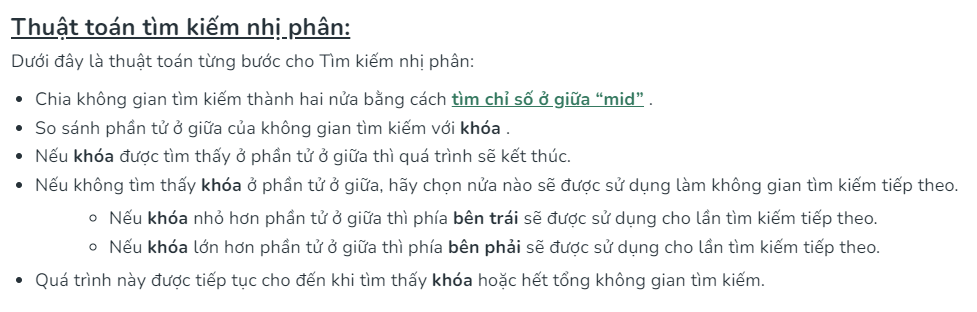 Thuật toán tìm kiếm nhị phân:
Dưới đây là thuật toán từng bước cho Tìm kiếm nhị phân:
Chia không gian tìm kiếm thành hai nửa bằng cách tìm chỉ số ở giữa “mid” .
So sánh phần tử ở giữa của không gian tìm kiếm với khóa .
Nếu khóa được tìm thấy ở phần tử ở giữa thì quá trình sẽ kết thúc.
Nếu không tìm thấy khóa ở phần tử ở giữa, hãy chọn nửa nào sẽ được sử dụng làm không gian tìm kiếm tiếp theo.
Nếu khóa nhỏ hơn phần tử ở giữa thì phía bên trái sẽ được sử dụng cho lần tìm kiếm tiếp theo.
Nếu khóa lớn hơn phần tử ở giữa thì phía bên phải sẽ được sử dụng cho lần tìm kiếm tiếp theo.
Quá trình này được tiếp tục cho đến khi tìm thấy khóa hoặc hết tổng không gian tìm kiếm.